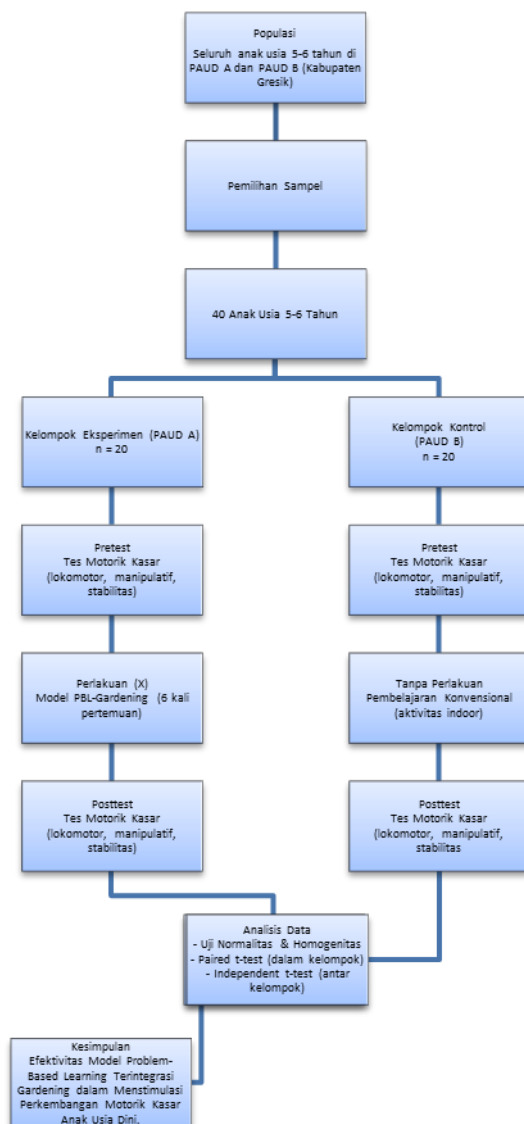 Populasi
Seluruh anak usia 5-6 tahun di
PAUD A dan PAUD B (Kabupaten
Gresik)
Pemilihan Sampel
40 Anak Usia 5-6 Tahun
Kelompok Eksperimen (PAUD A)
n = 20
Kelompok Kontrol
(PAUD B)
n = 20
Pretest
Tes Motorik Kasar
(lokomotor, manipulatif,
stabilitas)
Pretest
Tes Motorik Kasar
(lokomotor, manipulatif,
stabilitas)
Perlakuan (X)
Model PBL-Gardening (6 kali
pertemuan)
Tanpa Perlakuan
Pembelajaran Konvensional
(aktivitas indoor)
Posttest
Tes Motorik Kasar
(lokomotor, manipulatif,
stabilitas)
Posttest
Tes Motorik Kasar
(lokomotor, manipulatif,
stabilitas
Analisis Data
- Uji Normalitas & Homogenitas
- Paired t-test (dalam kelompok)
- Independent t-test (antar
kelompok)
Kesimpulan
Efektivitas Model Problem-
Based Learning Terintegrasi
Gardening dalam Menstimulasi
Perkembangan Motorik Kasar
Anak Usia Dini.